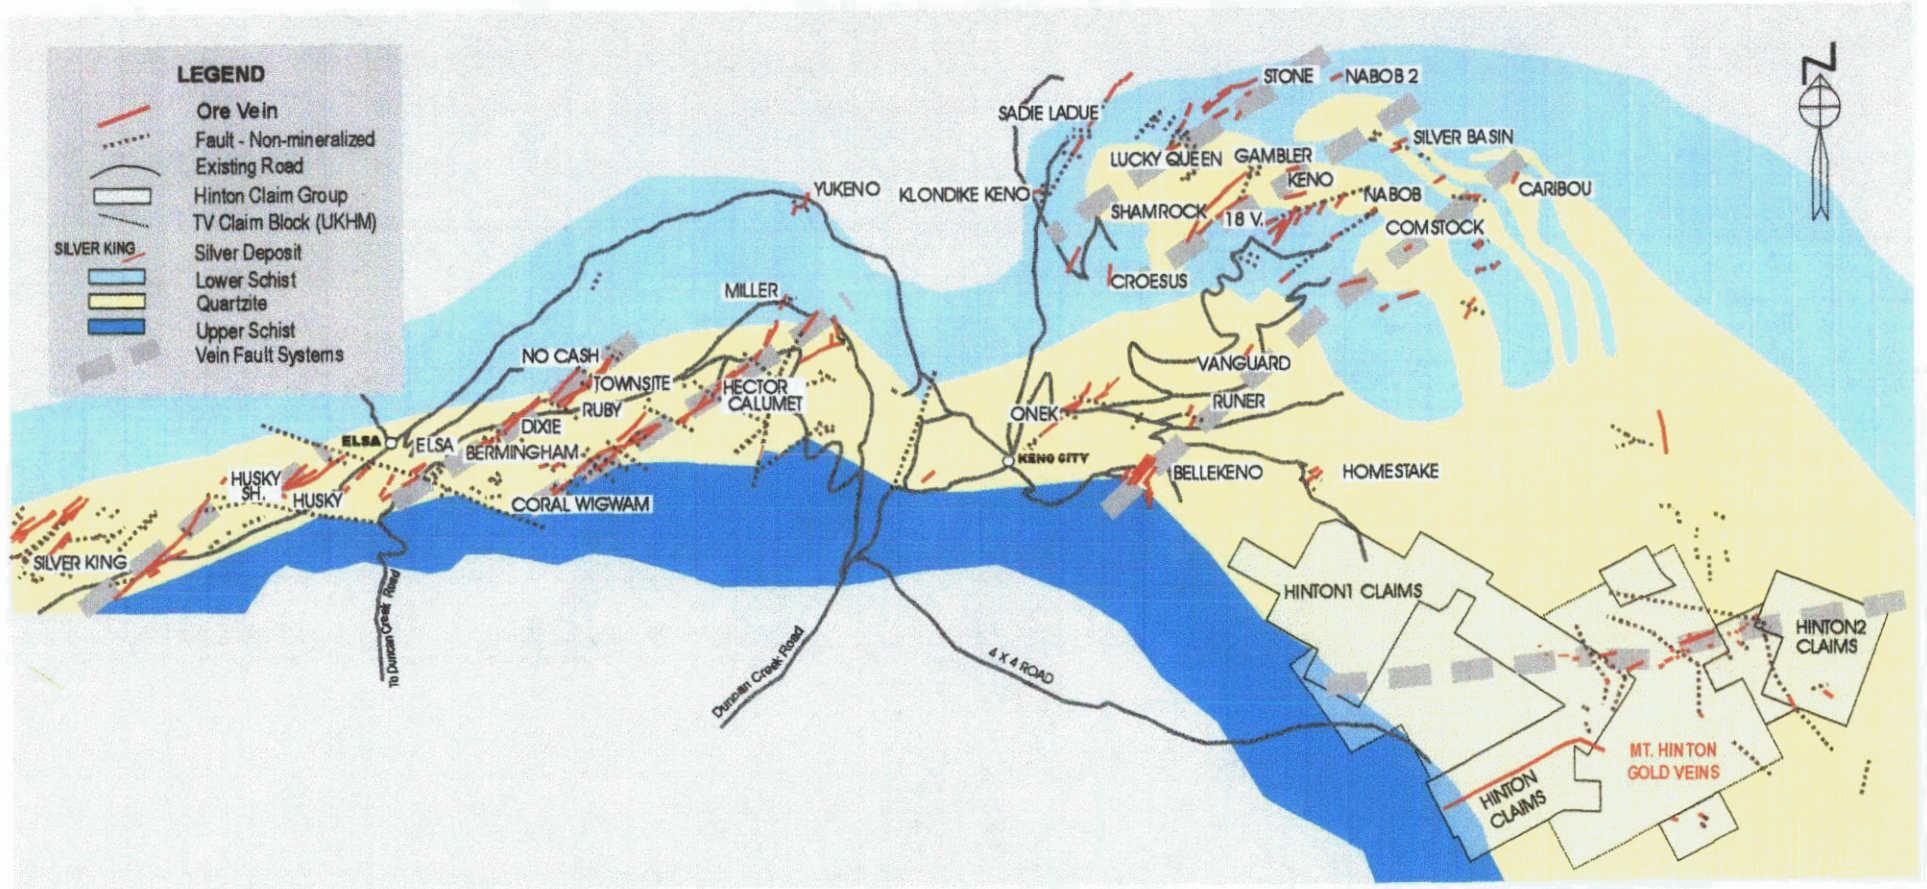 LEGEND
Ore Vein
Fault - Non-mineralized
Existing Road
Hinton Claim Group
TV Claim Block (UKHM)
SILVER KING
Silver Deposit
Lower Schist
Quartzite
Upper Schist
Vein Fault Systems
N
STONE
NABOB 2
SADIE LADUE
SILVER BASIN
LUCKY QUEEN
GAMBLER
KENO
YUKENO
KLONDIKE KENO
NABOB
CARIBOU
SHAMROCK
18 V.
COMSTOCK
CROESUS
MILLER
NO CASH
TOWNSITE
HECTOR
CALUMET
VANGUARD
RUBY
RUNER
ONEK
DIXIE
ELSA
ELSA
BERMINGHAM
KENO CITY
BELLEKENO
HOMESTAKE
HUSKY
SH.
HUSKY
CORAL WIGWAM
SILVER KING
HINTON1 CLAIMS
HINTON2
CLAIMS
To Duncan Creek Road
Duncan Creek Road
4 X 4 ROAD
MT. HINTON
GOLD VEINS
HINTON
CLAIMS